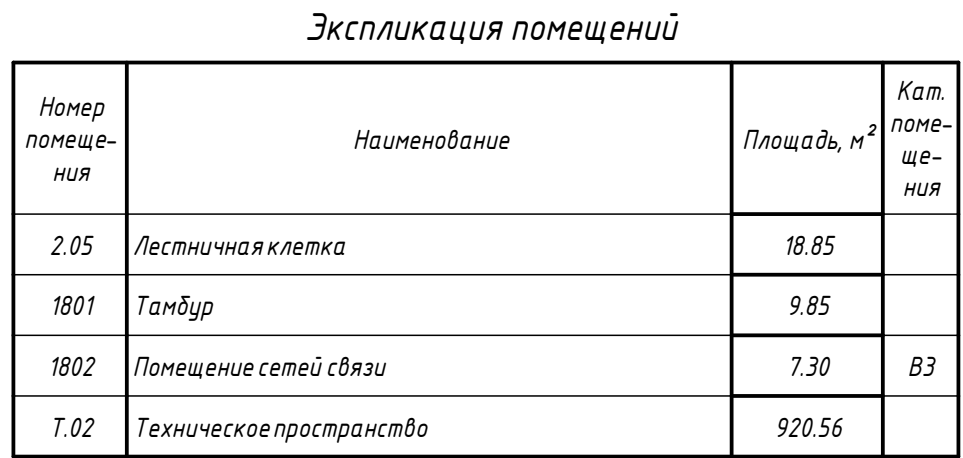 Экспликация помещений
Номер
помеще-
ния
Наименование
Площадь, м²
Кат.
поме-
ще-
ния
2.05 Лестничная клетка 18.85
1801 Тамбур 9.85
1802 Помещение сетей связи 7.30 В3
Т.02 Техническое пространство 920.56